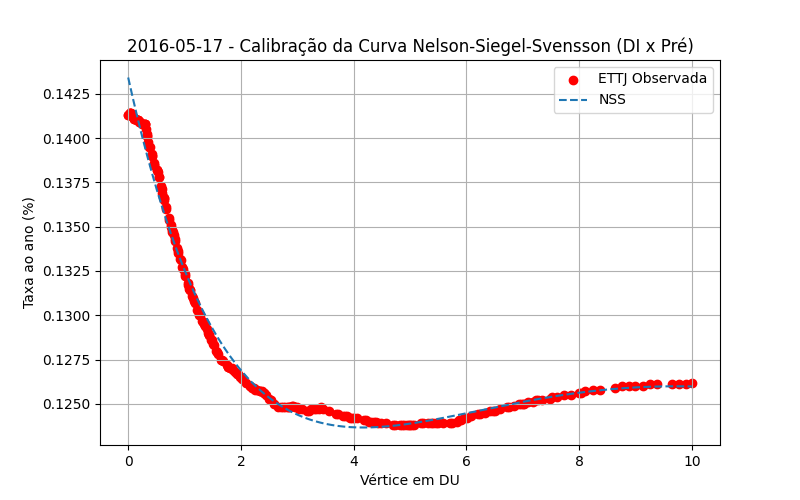 2016-05-17 - Calibração da Curva Nelson-Siegel-Svensson (DI x Pré)
ETTJ Observada
NSS
Taxa ao ano (%)
0.1425
0.1400
0.1375
0.1350
0.1325
0.1300
0.1275
0.1250
0
2
4
6
8
10
Vértice em DU